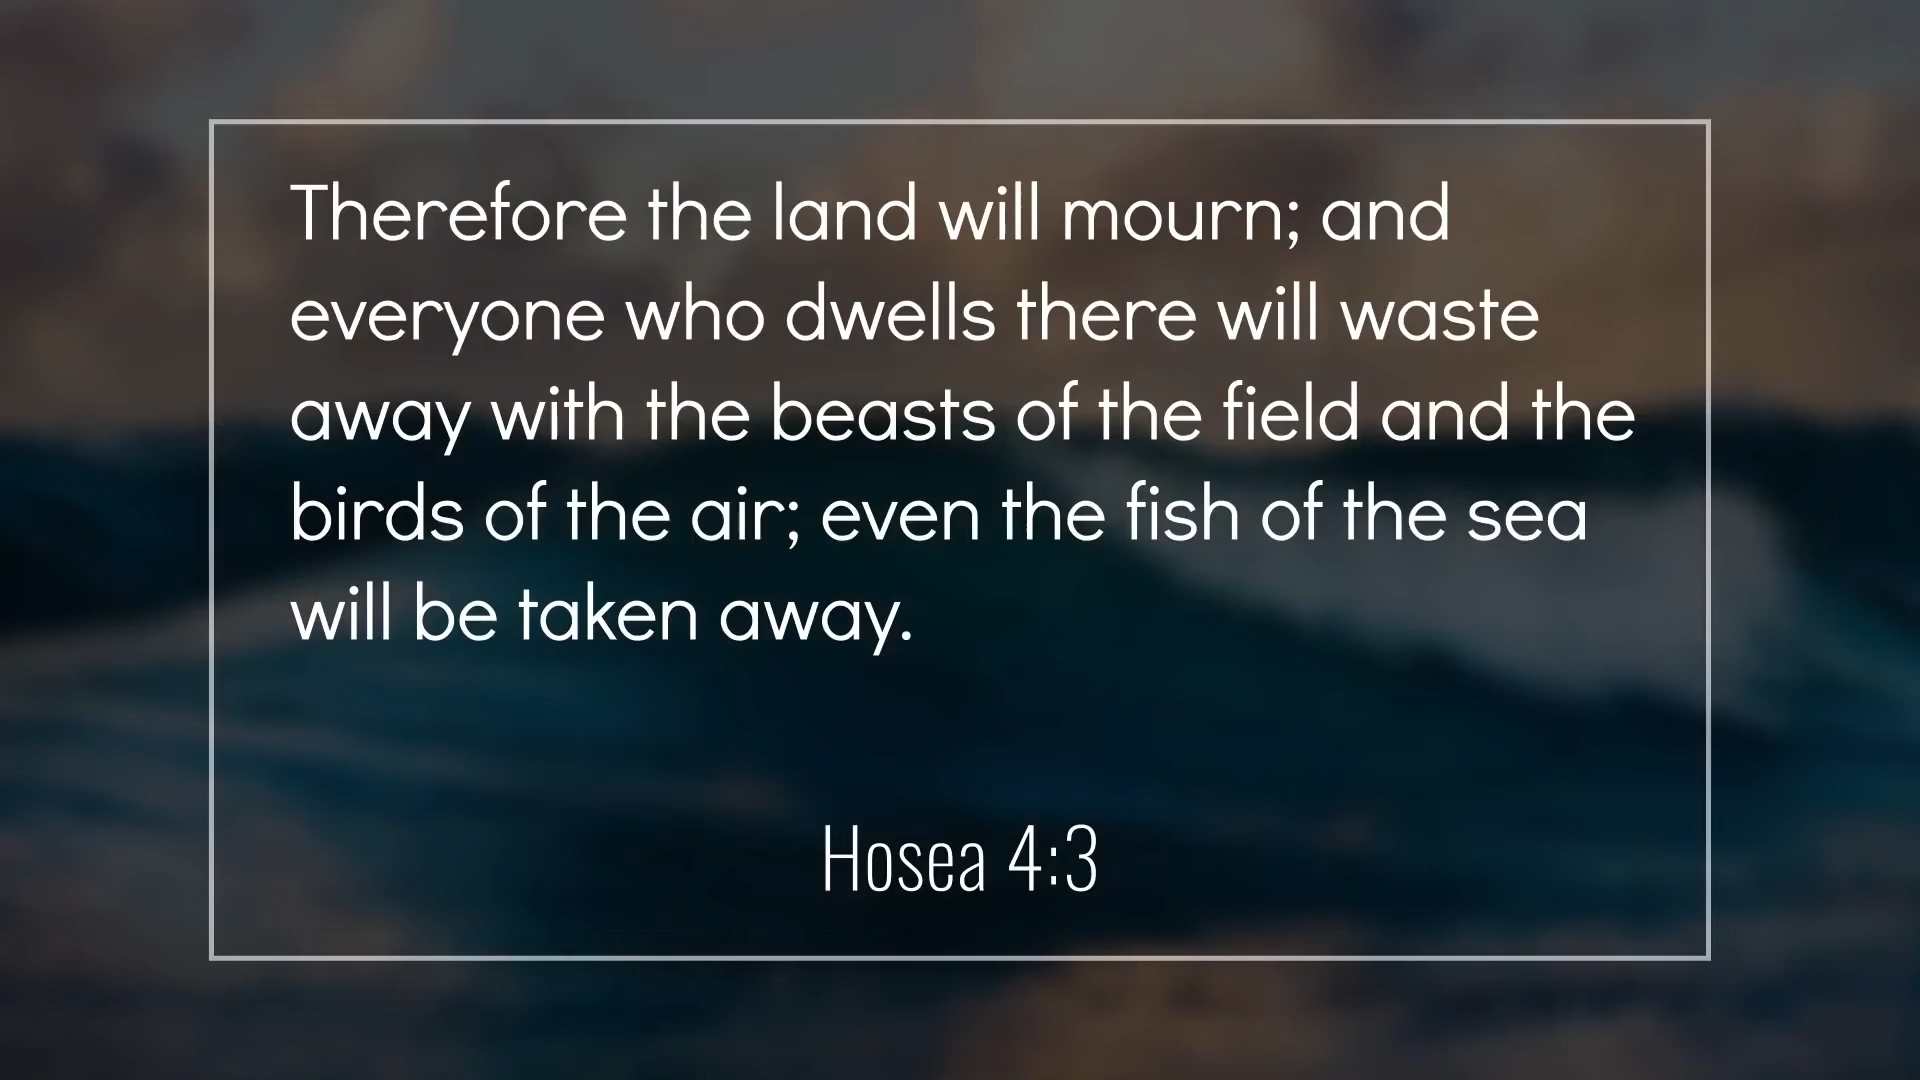 Therefore the land will mourn; and
everyone who dwells there will waste
away with the beasts of the field and the
birds of the air; even the fish of the sea
will be taken away.
Hosea 4:3